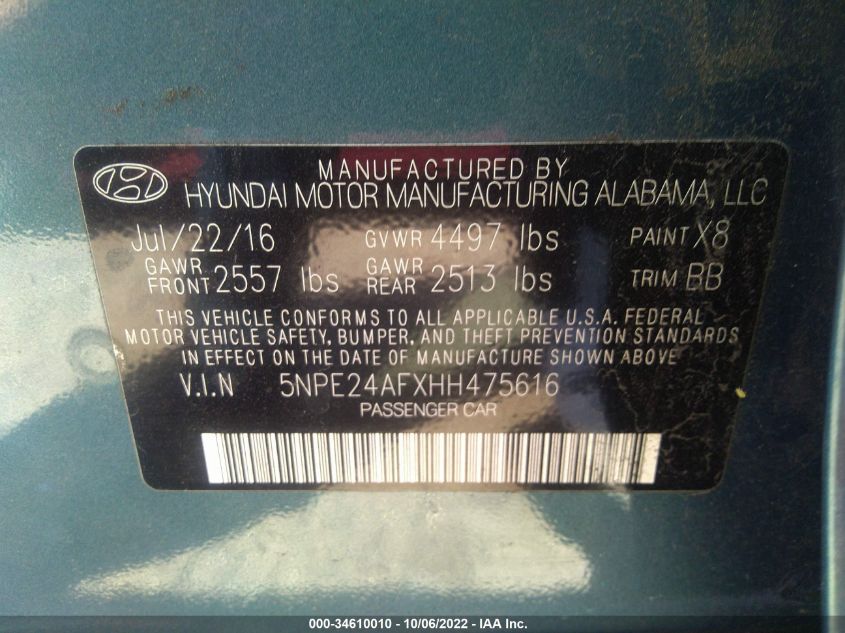 MANUFACTURED BY
HYUNDAI MOTOR MANUFACTURING ALABAMA, LLC
Jul/22/16 GVWR 4497 lbs PAINT X8
GAWR FRONT 2557 lbs GAWR REAR 2513 lbs TRIM BB
THIS VEHICLE CONFORMS TO ALL APPLICABLE U.S.A. FEDERAL
MOTOR VEHICLE SAFETY, BUMPER, AND THEFT PREVENTION STANDARDS
IN EFFECT ON THE DATE OF MANUFACTURE SHOWN ABOVE
V.I.N 5NPE24AFXHH475616
PASSENGER CAR
000-34610010 - 10/06/2022 - IAA Inc.